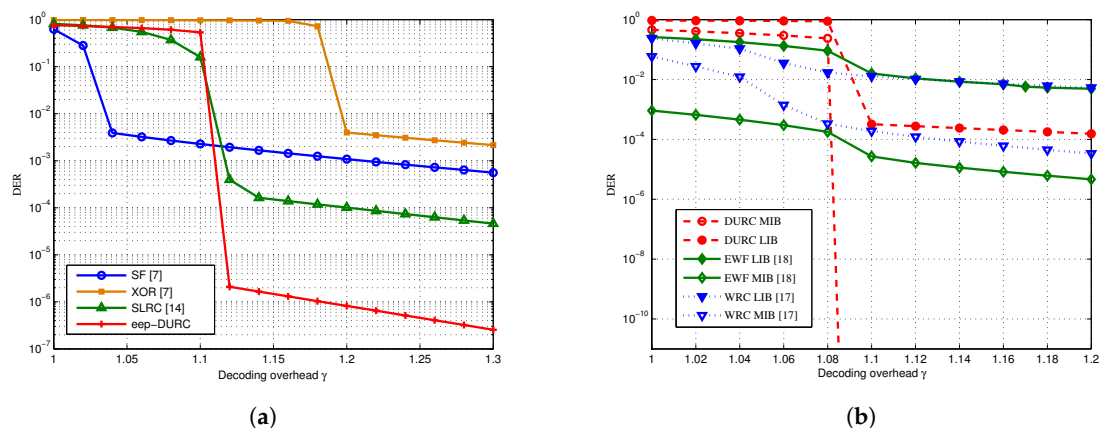 10^0
10^-1
10^-2
10^-3
10^-4
10^-5
10^-6
10^-7
DER
1 1.05 1.1 1.15 1.2 1.25 1.3
Decoding overhead γ
SF [7]
XOR [7]
SLRC [14]
eep−DURC
(a)
10^0
10^-2
10^-4
10^-6
10^-8
10^-10
DER
1 1.02 1.04 1.06 1.08 1.1 1.12 1.14 1.16 1.18 1.2
Decoding overhead γ
DURC MIB
DURC LIB
EWF LIB [18]
EWF MIB [18]
WRC LIB [17]
WRC MIB [17]
(b)